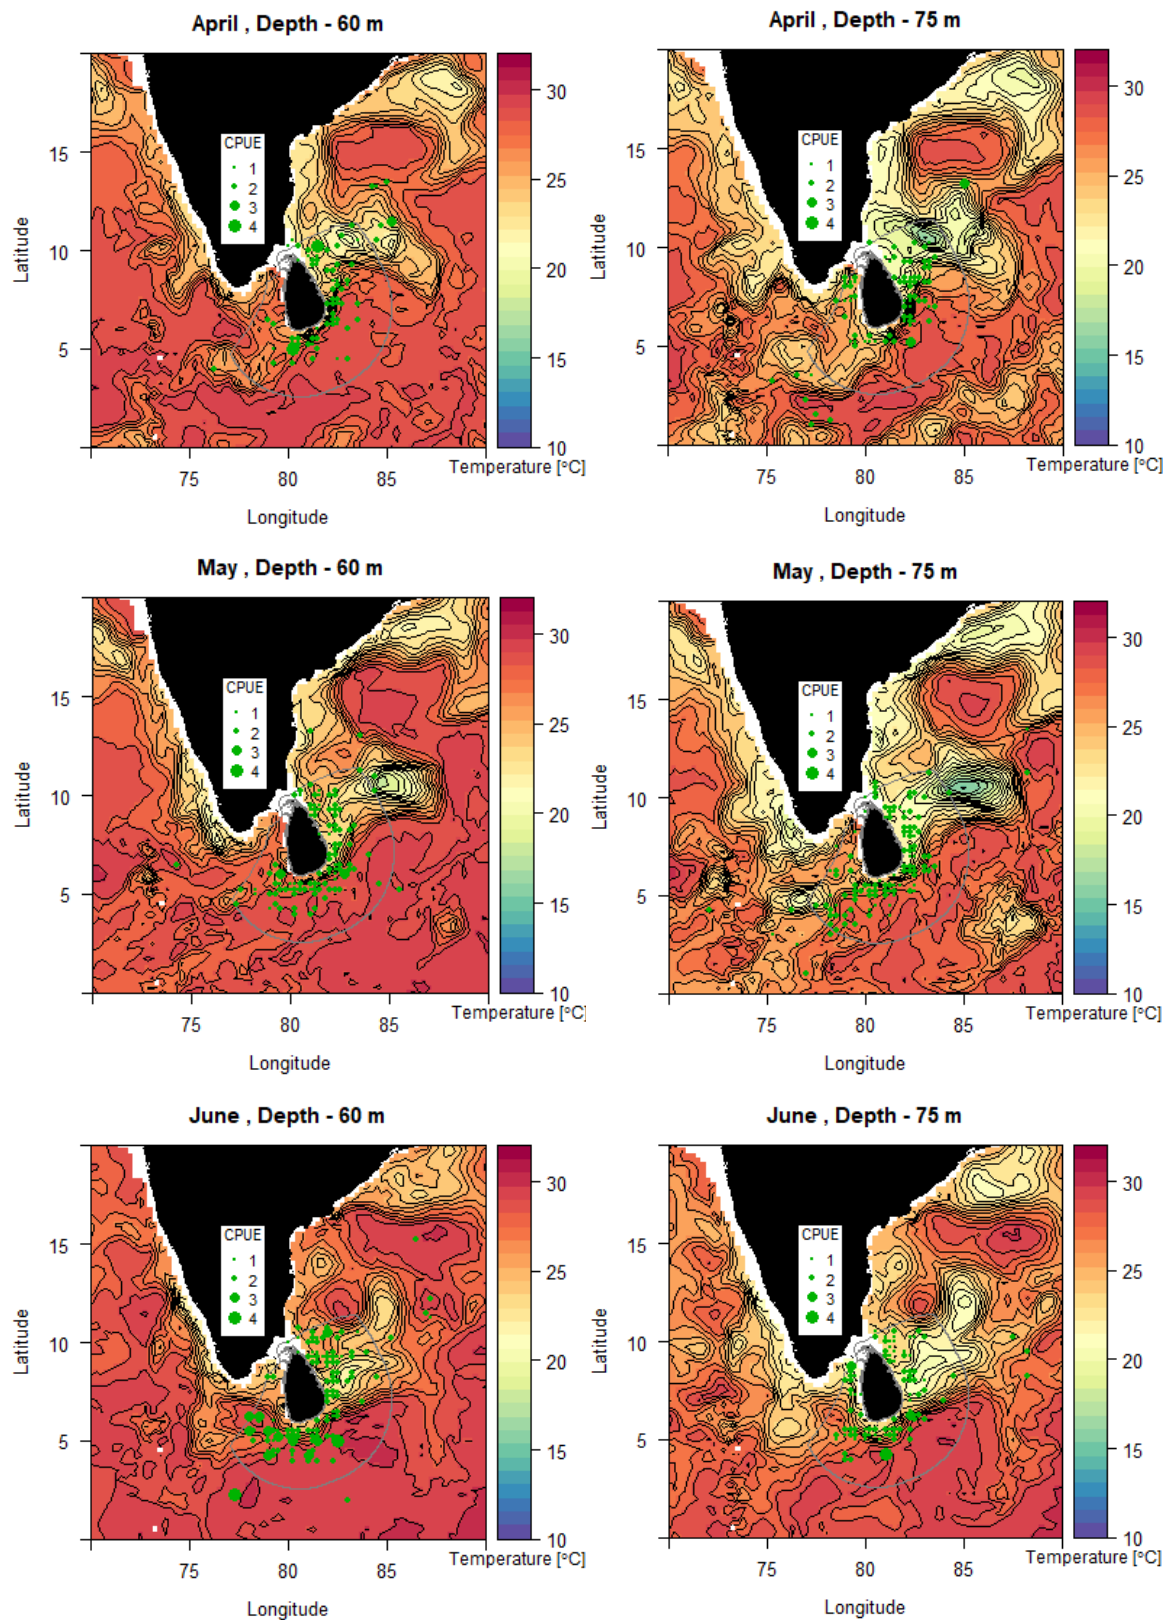 April , Depth - 60 m
Latitude
15
10
5
CPUE
1
2
3
4
30
25
20
15
10
Temperature [°C]
75 80 85
Longitude
April , Depth - 75 m
Latitude
15
10
5
CPUE
1
2
3
4
30
25
20
15
10
Temperature [°C]
75 80 85
Longitude
May , Depth - 60 m
Latitude
15
10
5
CPUE
1
2
3
4
30
25
20
15
10
Temperature [°C]
75 80 85
Longitude
May , Depth - 75 m
Latitude
15
10
5
CPUE
1
2
3
4
30
25
20
15
10
Temperature [°C]
75 80 85
Longitude
June , Depth - 60 m
Latitude
15
10
5
CPUE
1
2
3
4
30
25
20
15
10
Temperature [°C]
75 80 85
Longitude
June , Depth - 75 m
Latitude
15
10
5
CPUE
1
2
3
4
30
25
20
15
10
Temperature [°C]
75 80 85
Longitude